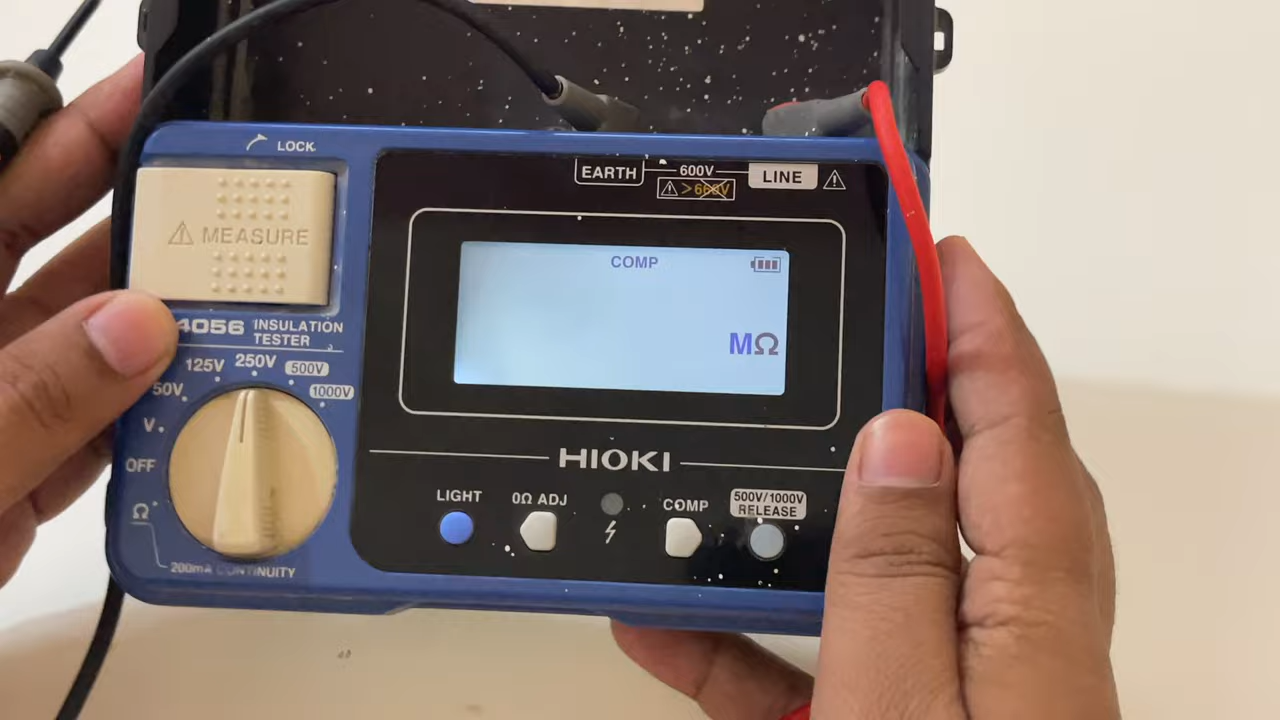 LOCK
EARTH
600V
LINE
>660V
MEASURE
COMP
4056
INSULATION
TESTER
MΩ
50V
125V
250V
500V
1000V
V
OFF
Ω
200mA CONTINUITY
HIOKI
LIGHT
0Ω ADJ
COMP
500V/1000V
RELEASE